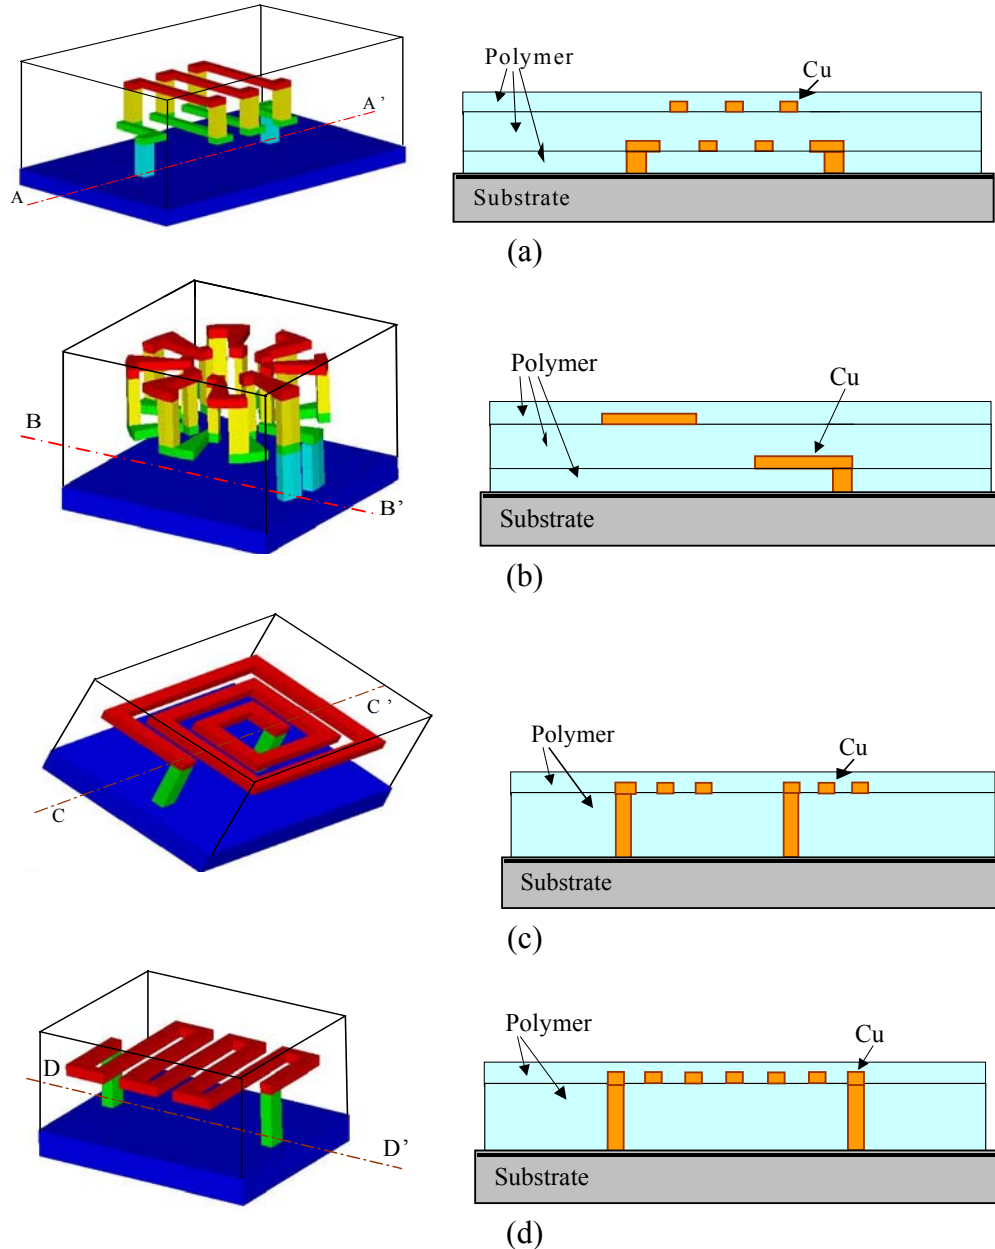 Polymer
Cu
A
A'
Substrate
(a)
Polymer
Cu
B
B'
Substrate
(b)
Polymer
Cu
C
C'
Substrate
(c)
Polymer
Cu
D
D'
Substrate
(d)